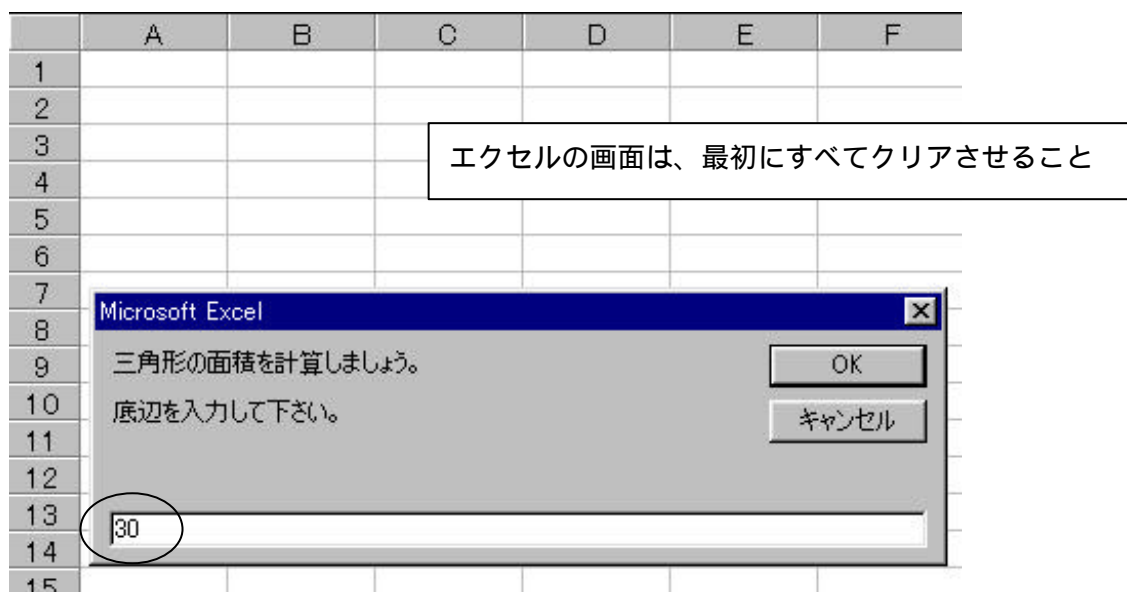 A B C D E F
1
2
3
エクセルの画面は、最初にすべてクリアさせること
4
5
6
7
Microsoft Excel
8
三角形の面積を計算しましょう。
OK
9
底辺を入力して下さい。
キャンセル
10
11
12
13
30
14
15